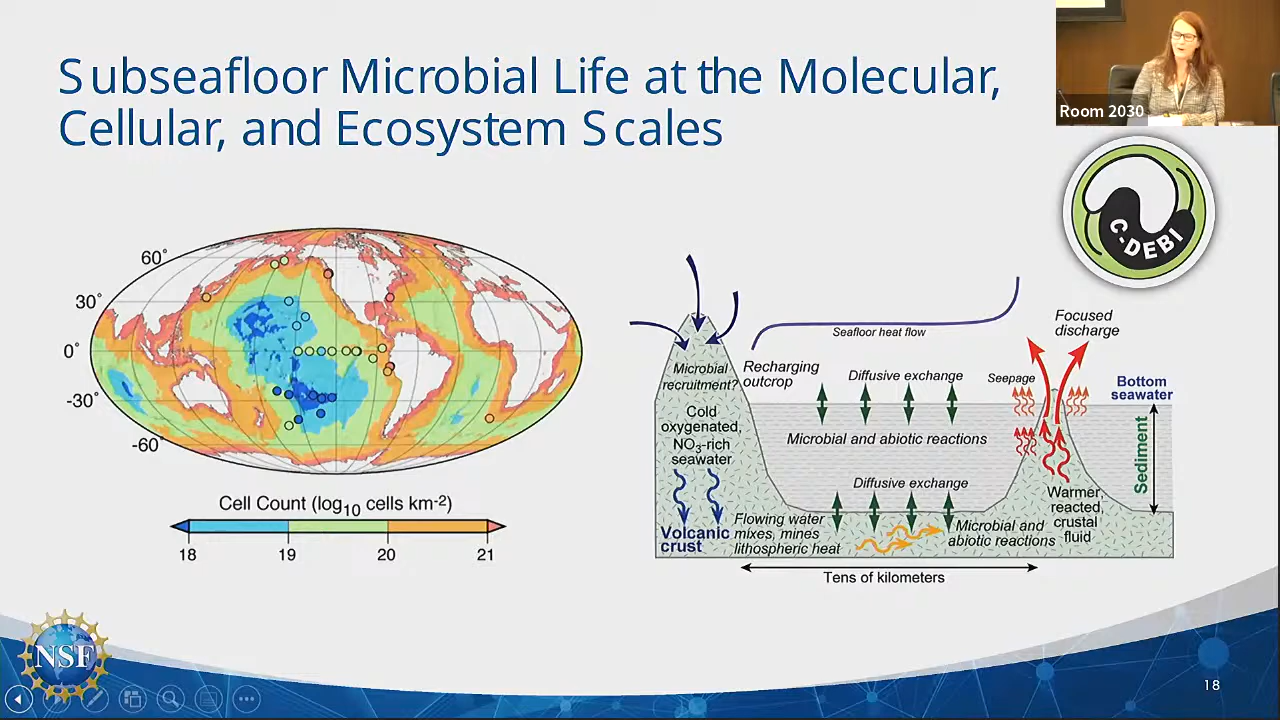 Subseafloor Microbial Life at the Molecular,
Cellular, and Ecosystem Scales
Room 2030
C-DEBI
60°
30°
0°
-30°
-60°
Cell Count (log10 cells km-2)
18 19 20 21
Seafloor heat flow
Focused
discharge
Microbial
recruitment?
Recharging
outcrop
Diffusive exchange
Seepage
Bottom
seawater
Cold
oxygenated,
NO3-rich
seawater
Microbial and abiotic reactions
Sediment
Diffusive exchange
Warmer,
reacted,
crustal
fluid
Volcanic
crust
Flowing water
mixes, mines
lithospheric heat
Microbial and
abiotic reactions
Tens of kilometers
NSF
18